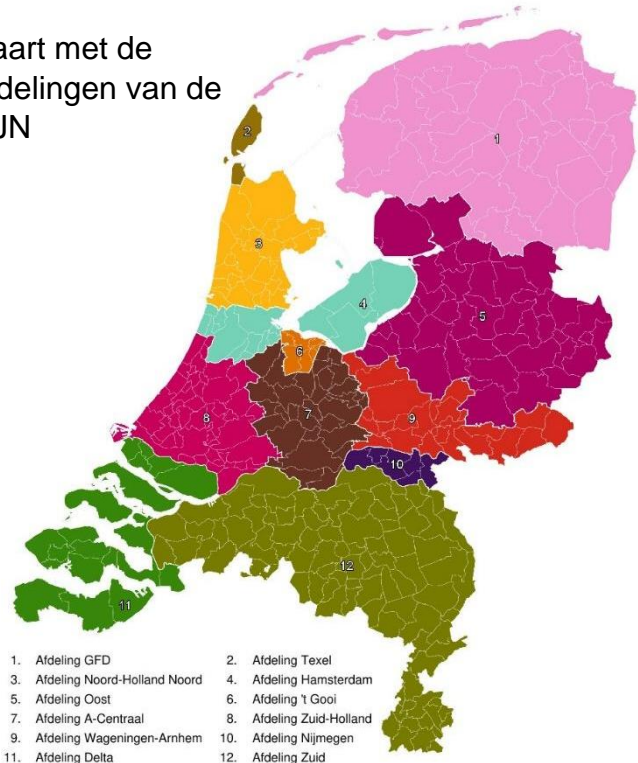 aart met de
delingen van de
JN
1
2
3
4
5
6
7
8
9
10
12
11
1. Afdeling GFD
2. Afdeling Texel
3. Afdeling Noord-Holland Noord
4. Afdeling Hamsterdam
5. Afdeling Oost
6. Afdeling 't Gooi
7. Afdeling A-Centraal
8. Afdeling Zuid-Holland
9. Afdeling Wageningen-Arnhem
10. Afdeling Nijmegen
11. Afdeling Delta
12. Afdeling Zuid